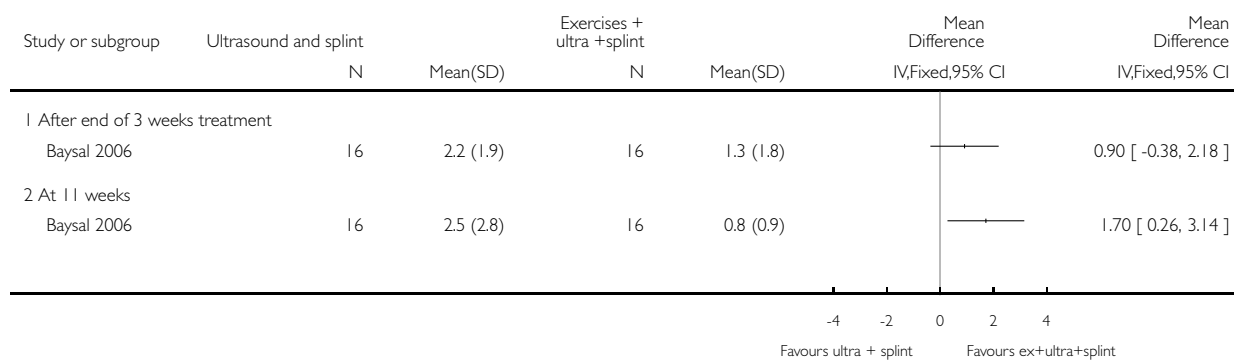 Study or subgroup Ultrasound and splint Exercises + ultra +splint Mean Difference Mean Difference
N Mean(SD) N Mean(SD) IV,Fixed,95% CI IV,Fixed,95% CI
1 After end of 3 weeks treatment
Baysal 2006 16 2.2 (1.9) 16 1.3 (1.8) 0.90 [ -0.38, 2.18 ]
2 At 11 weeks
Baysal 2006 16 2.5 (2.8) 16 0.8 (0.9) 1.70 [ 0.26, 3.14 ]
-4 -2 0 2 4
Favours ultra + splint Favours ex+ultra+splint